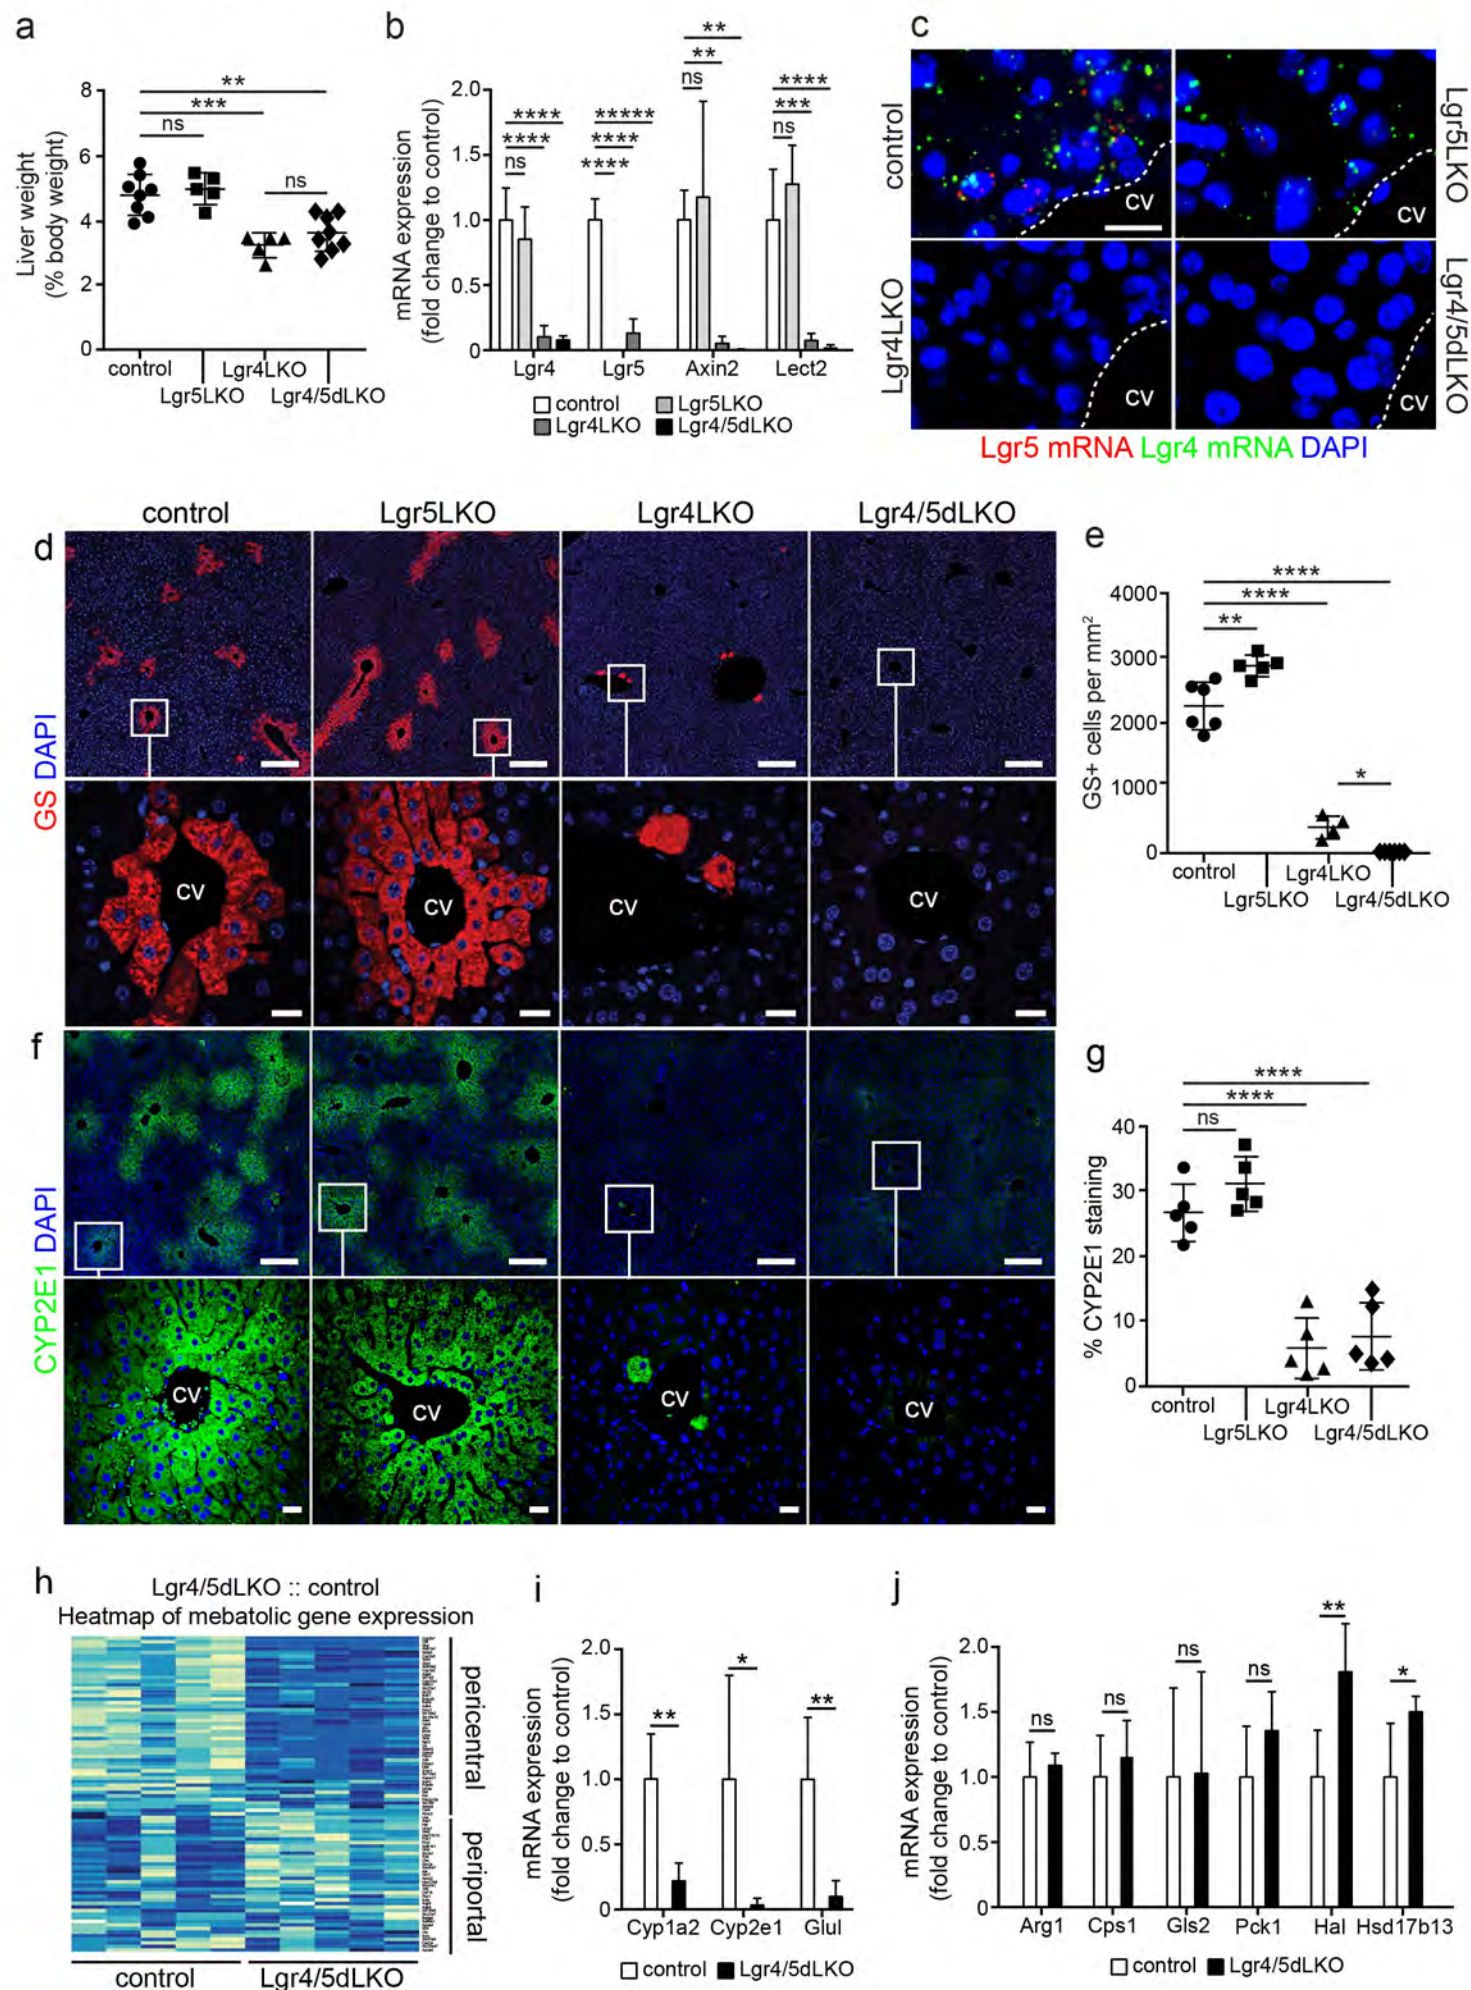 a
Liver weight
(% body weight)
8
6
4
2
0
**
***
ns
ns
control
Lgr5LKO
Lgr4LKO
Lgr4/5dLKO
b
mRNA expression
(fold change to control)
2.0
1.5
1.0
0.5
0
****
****
ns
*****
****
****
**
**
ns
****
***
ns
Lgr4 Lgr5 Axin2 Lect2
control Lgr5LKO
Lgr4LKO Lgr4/5dLKO
c
control
Lgr5LKO
Lgr4LKO
Lgr4/5dLKO
CV
CV
CV
CV
Lgr5 mRNA Lgr4 mRNA DAPI
d
control Lgr5LKO Lgr4LKO Lgr4/5dLKO
GS DAPI
CV
CV
CV
CV
e
GS+ cells per mm²
4000
3000
2000
1000
0
****
****
**
*
control
Lgr5LKO
Lgr4LKO
Lgr4/5dLKO
f
CYP2E1 DAPI
CV
CV
CV
CV
g
% CYP2E1 staining
40
30
20
10
0
****
****
ns
control
Lgr5LKO
Lgr4LKO
Lgr4/5dLKO
h
Lgr4/5dLKO :: control
Heatmap of mebatolic gene expression
pericentral
periportal
control Lgr4/5dLKO
i
mRNA expression
(fold change to control)
2.0
1.5
1.0
0.5
0
**
*
**
Cyp1a2 Cyp2e1 Glul
control Lgr4/5dLKO
j
mRNA expression
(fold change to control)
2.0
1.5
1.0
0.5
0
ns
ns
ns
ns
**
*
Arg1 Cps1 Gls2 Pck1 Hal Hsd17b13
control Lgr4/5dLKO